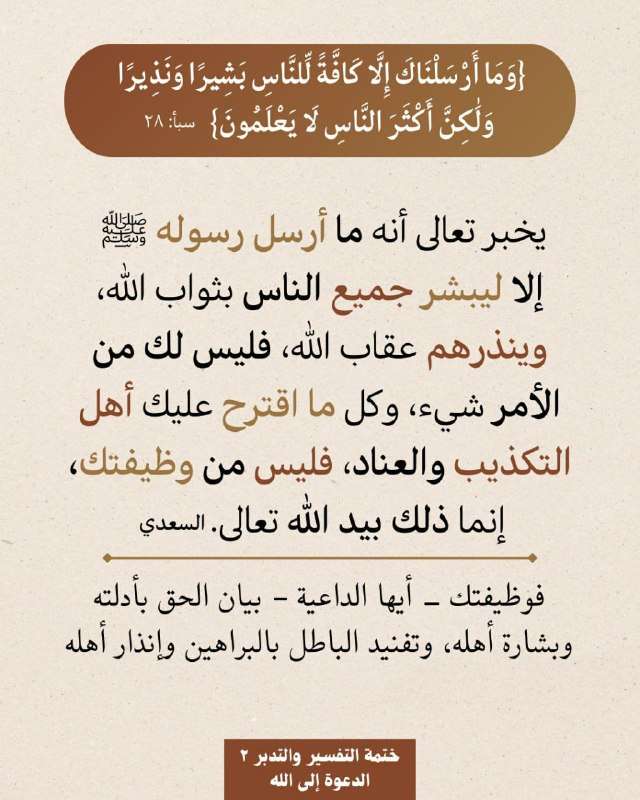 {وَمَا أَرْسَلْنَاكَ إِلَّا كَافَّةً لِّلنَّاسِ بَشِيرًا وَنَذِيرًا
وَلَٰكِنَّ أَكْثَرَ النَّاسِ لَا يَعْلَمُونَ} سبأ: ٢٨
يخبر تعالى أنه ما أرسل رسوله ﷺ
إلا ليبشر جميع الناس بثواب الله،
وينذرهم عقاب الله، فليس لك من
الأمر شيء، وكل ما اقترح عليك أهل
التكذيب والعناد، فليس من وظيفتك،
إنما ذلك بيد الله تعالى. السعدي
فوظيفتك – أيها الداعية – بيان الحق بأدلته
وبشارة أهله، وتفنيد الباطل بالبراهين وإنذار أهله
ختمة التفسير والتدبر ٢
الدعوة إلى الله